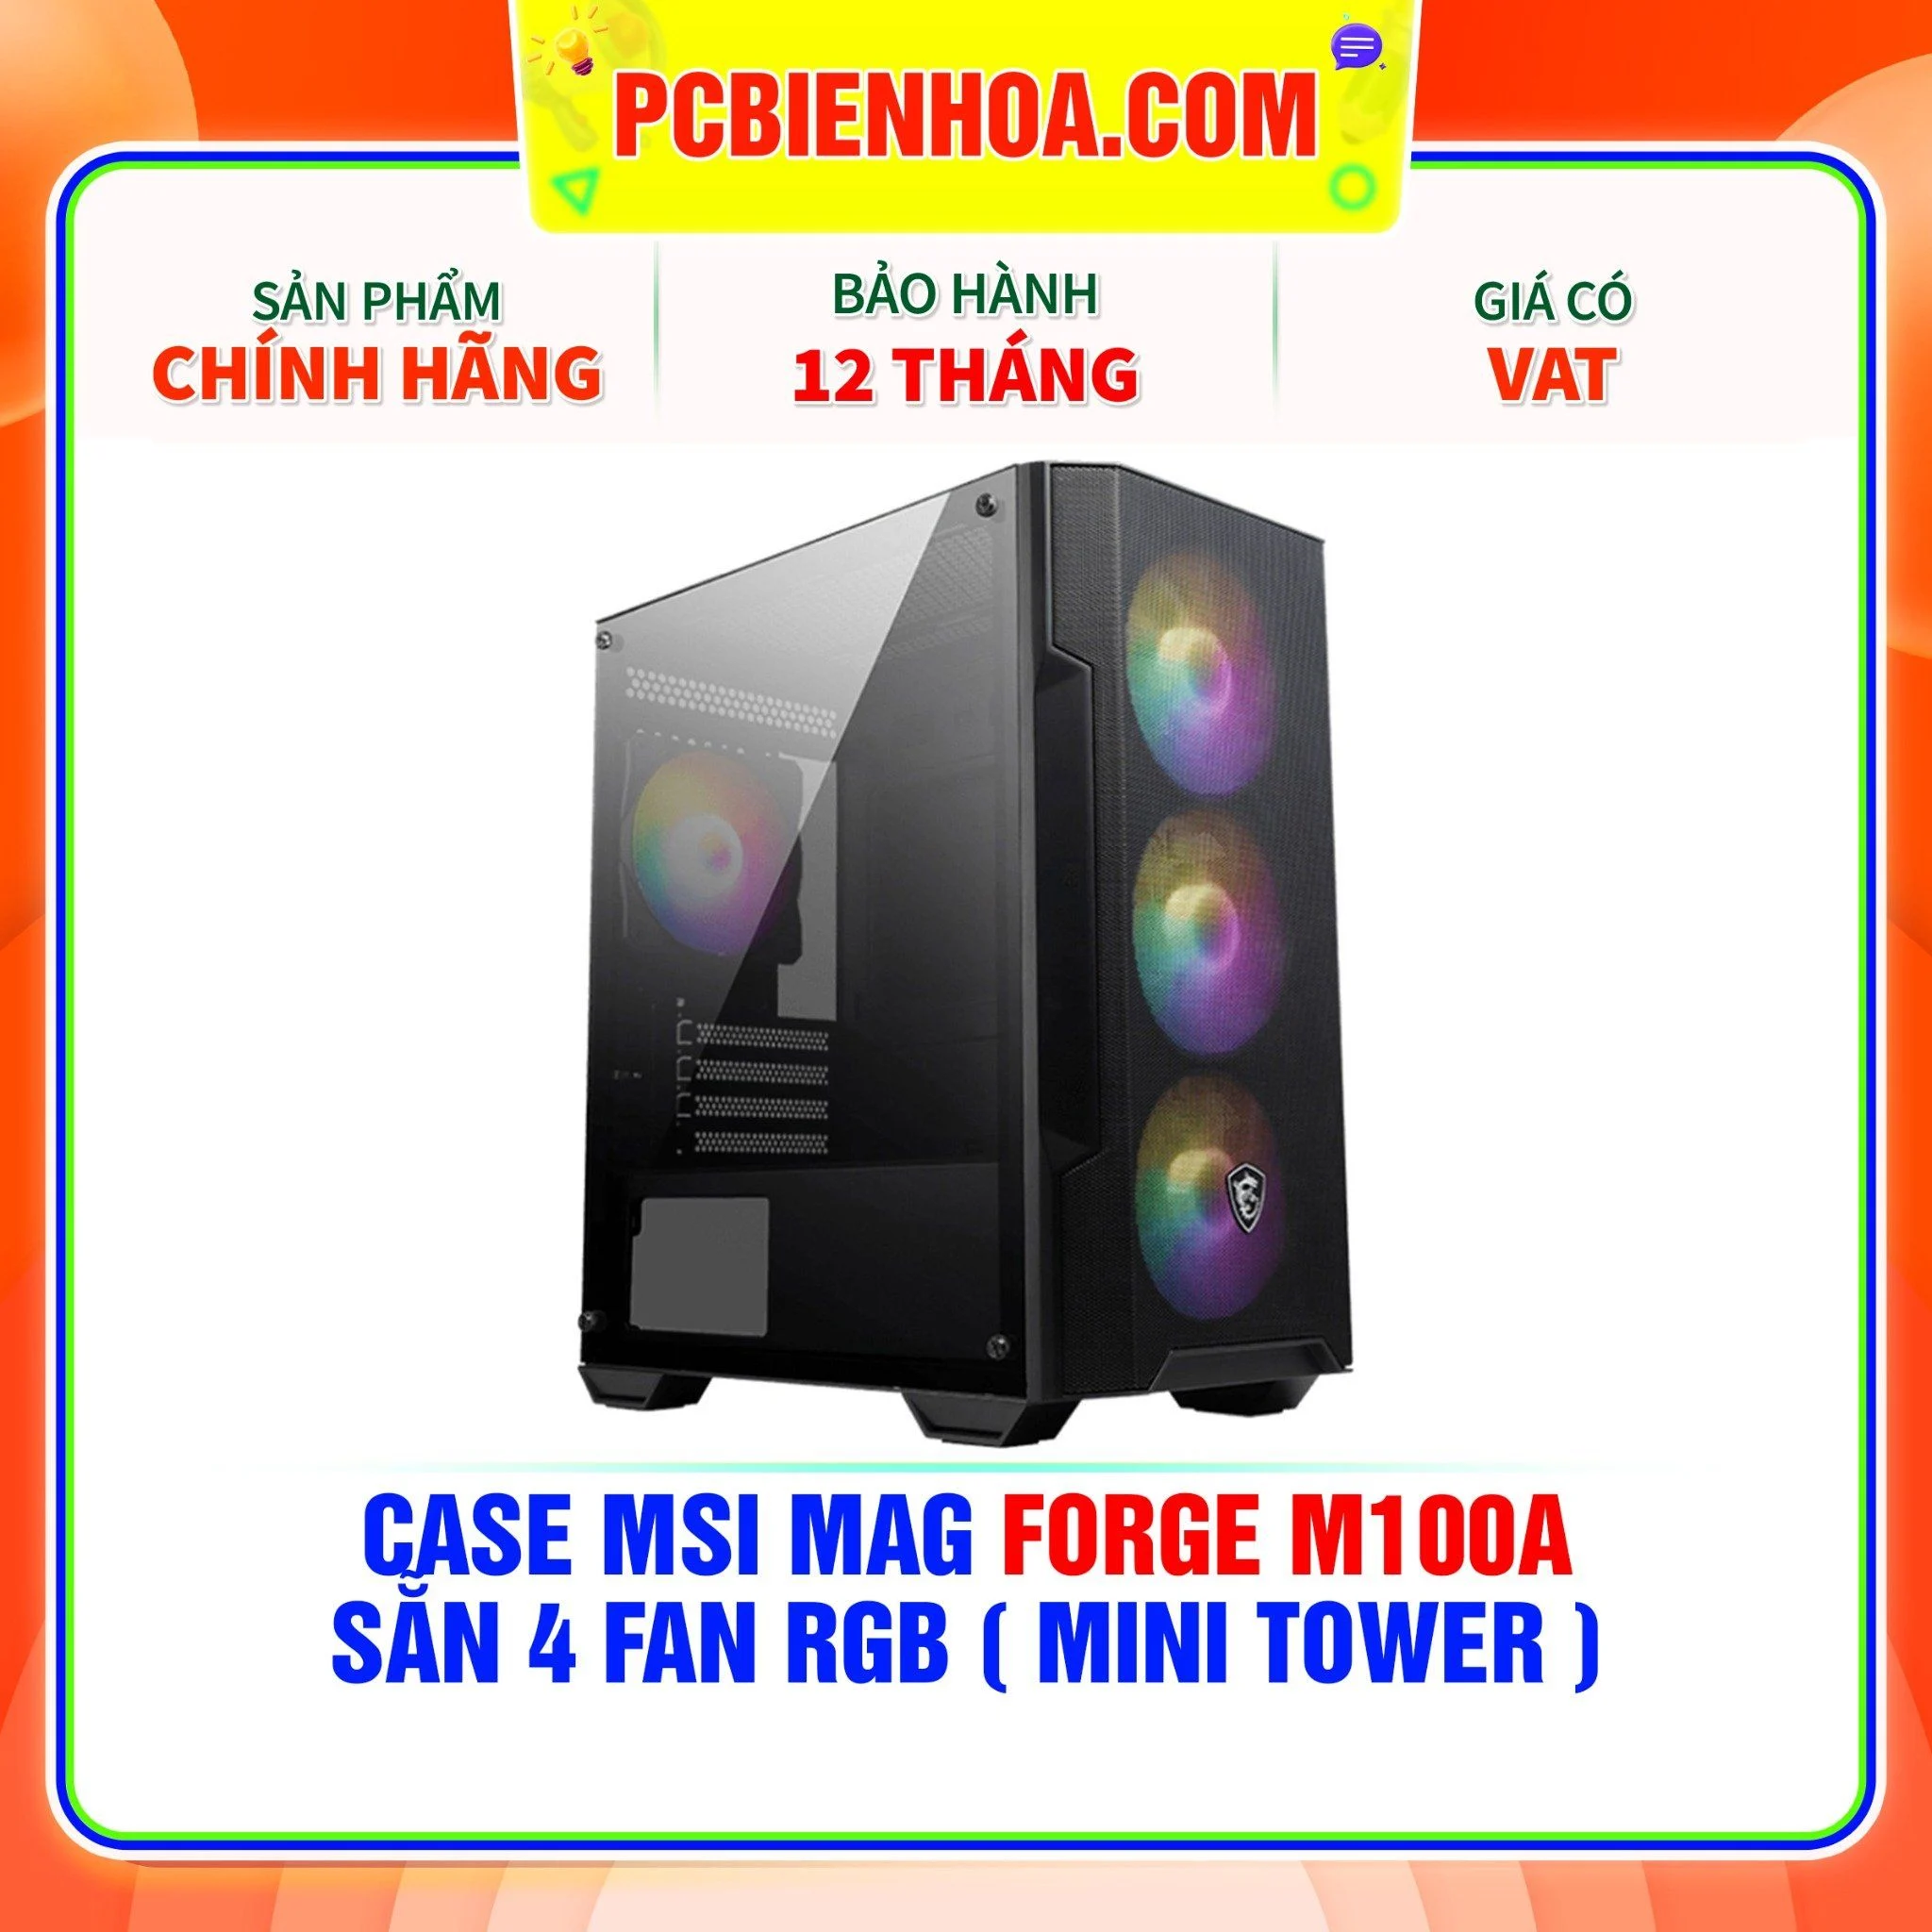 PCBIENHOA.COM
SẢN PHẨM
CHÍNH HÃNG
BẢO HÀNH
12 THÁNG
GIÁ CÓ
VAT
CASE MSI MAG FORGE M100A
SẴN 4 FAN RGB ( MINI TOWER )